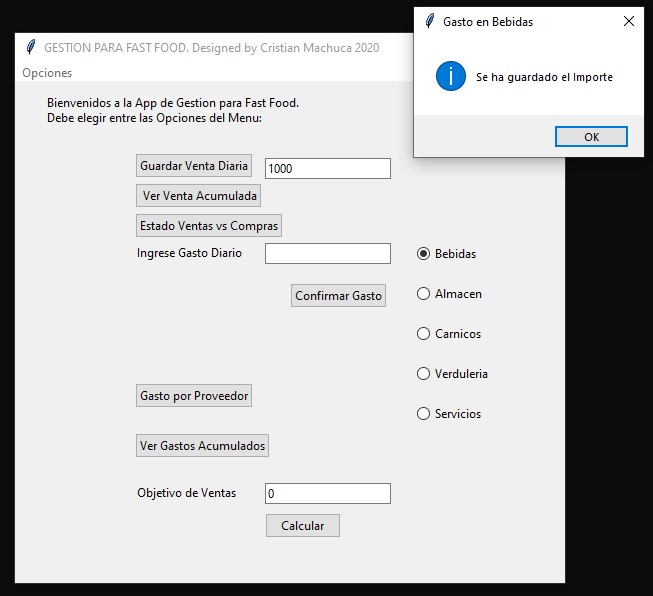 Gasto en Bebidas
Se ha guardado el Importe
OK
GESTION PARA FAST FOOD. Designed by Cristian Machuca 2020
Opciones
Bienvenidos a la App de Gestion para Fast Food.
Debe elegir entre las Opciones del Menu:
Guardar Venta Diaria 1000
Ver Venta Acumulada
Estado Ventas vs Compras
Ingrese Gasto Diario Bebidas
Confirmar Gasto Almacen
Carnicos
Verduleria
Gasto por Proveedor
Servicios
Ver Gastos Acumulados
Objetivo de Ventas 0
Calcular